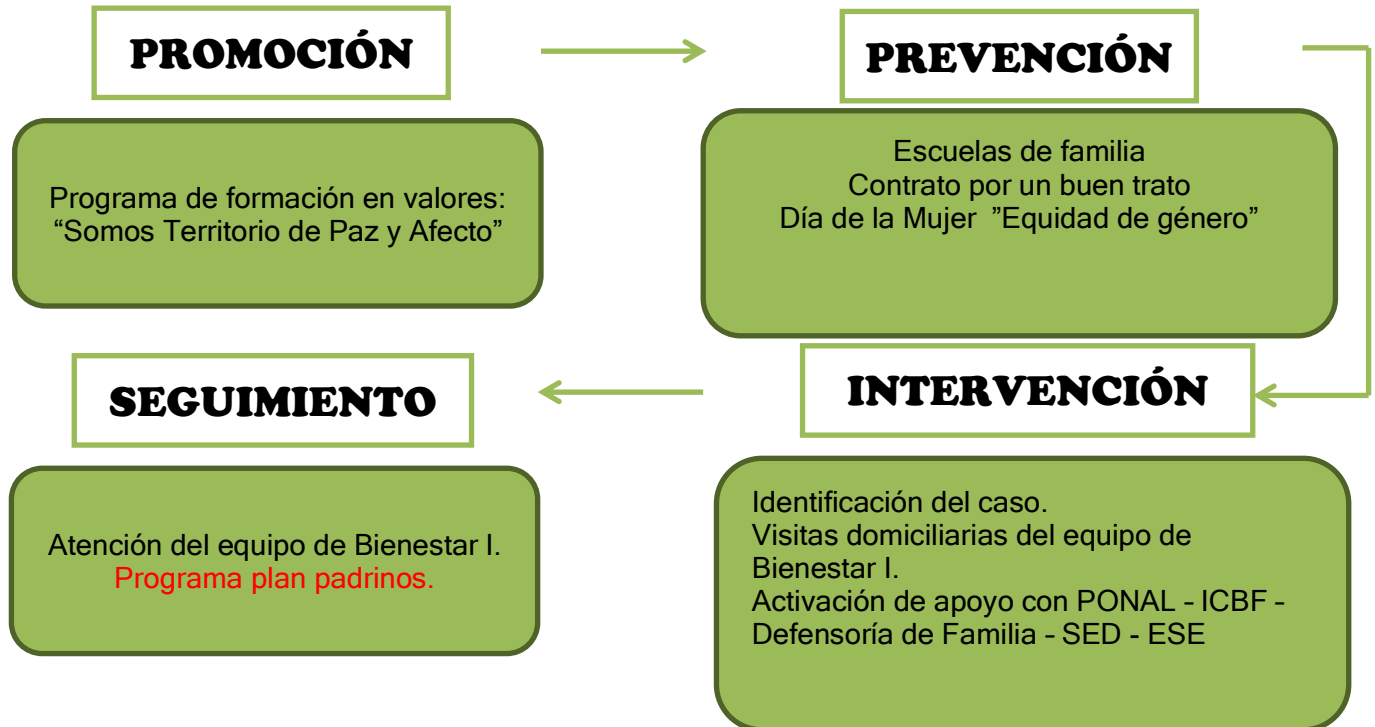 PROMOCIÓN
Programa de formación en valores:
“Somos Territorio de Paz y Afecto”
PREVENCIÓN
Escuelas de familia
Contrato por un buen trato
Día de la Mujer ”Equidad de género”
INTERVENCIÓN
Identificación del caso.
Visitas domiciliarias del equipo de
Bienestar I.
Activación de apoyo con PONAL - ICBF -
Defensoría de Familia - SED - ESE
SEGUIMIENTO
Atención del equipo de Bienestar I.
Programa plan padrinos.